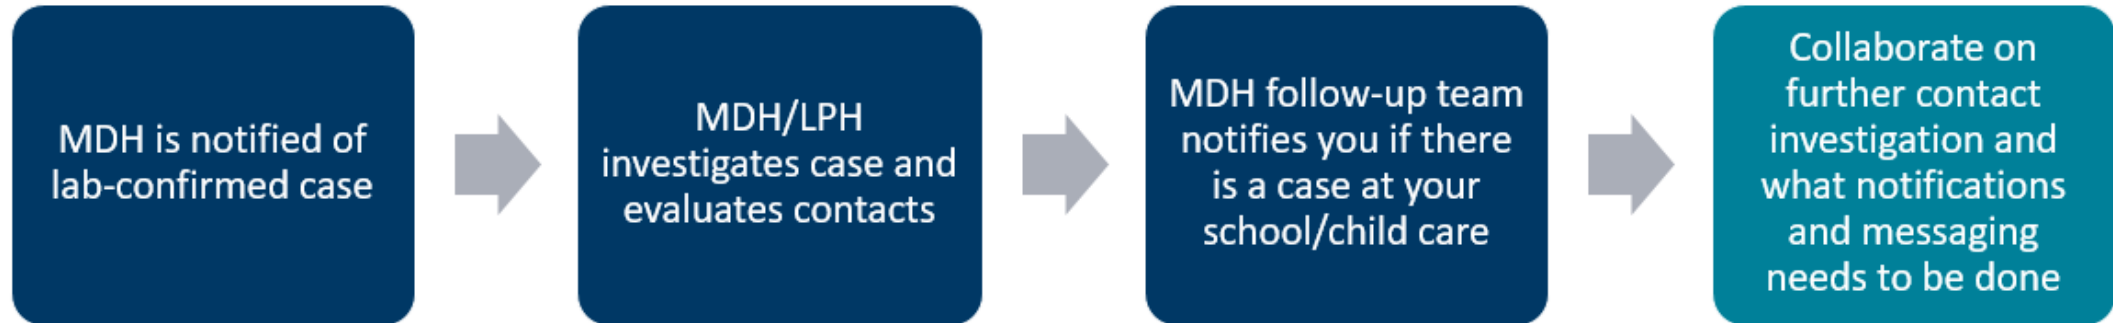 MDH is notified of
lab-confirmed case
MDH/LPH
investigates case and
evaluates contacts
MDH follow-up team
notifies you if there
is a case at your
school/child care
Collaborate on
further contact
investigation and
what notifications
and messaging
needs to be done